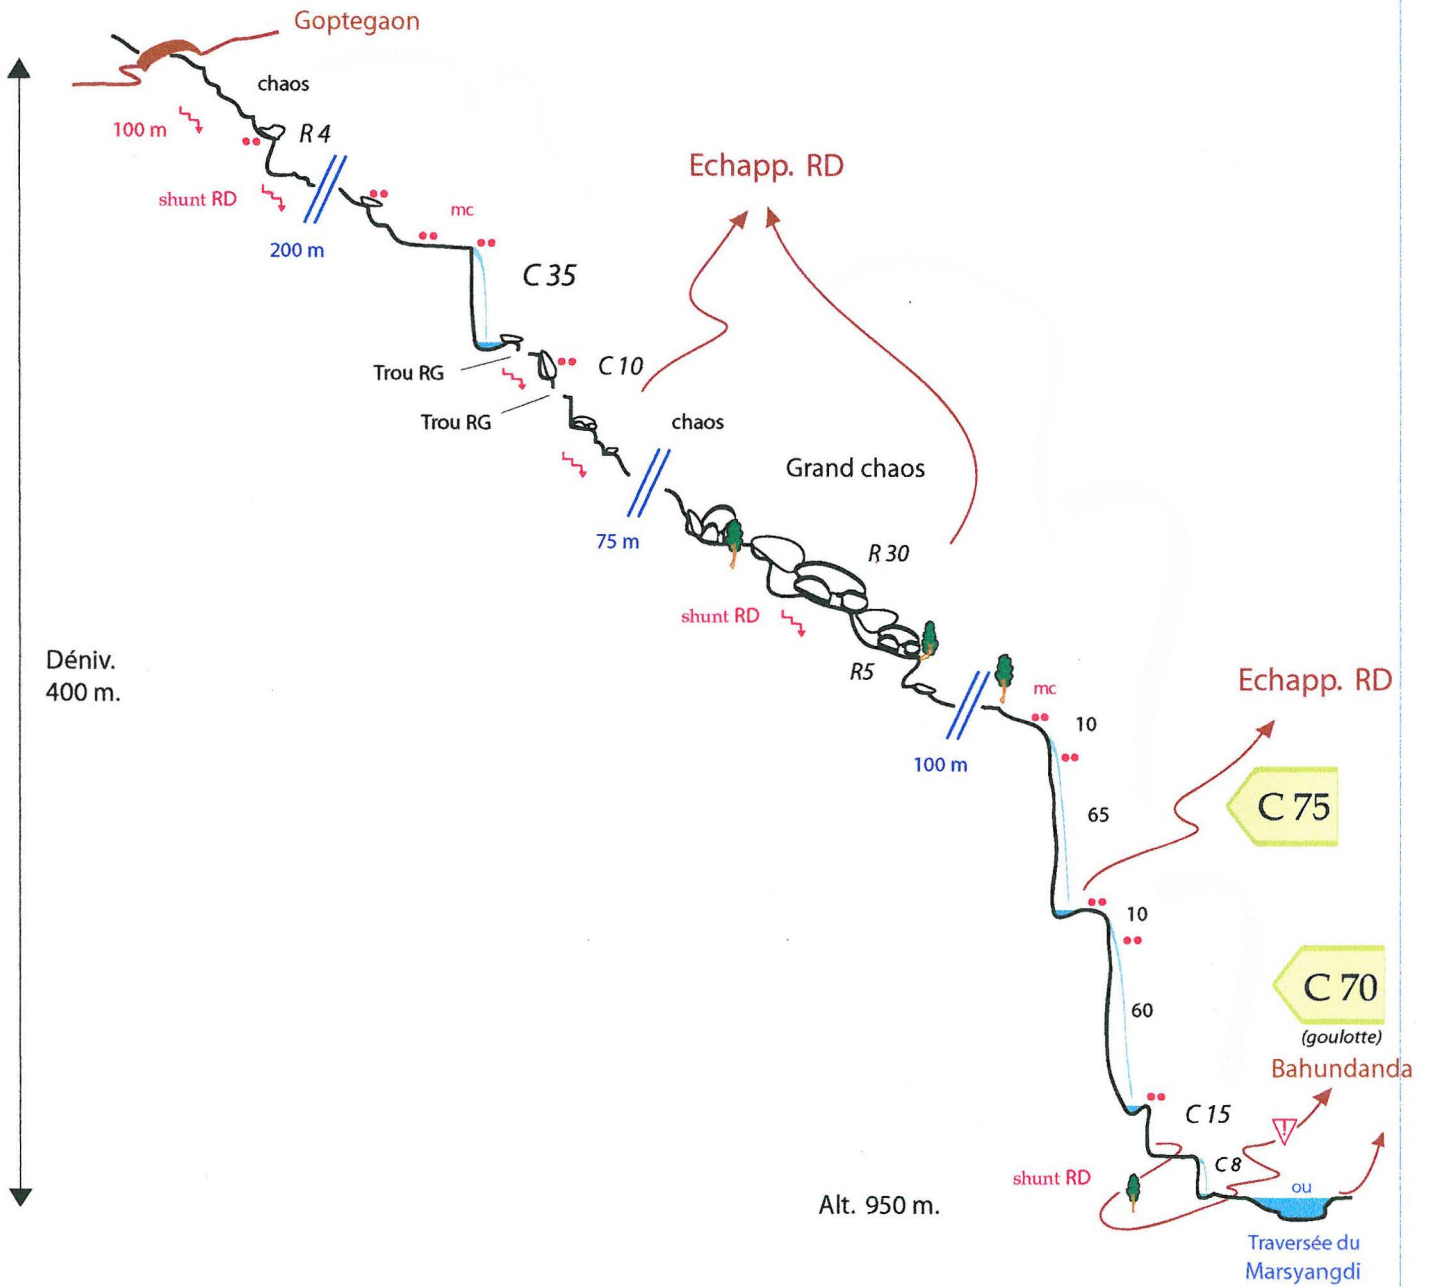 Goptegaon
chaos
100 m
R 4
shunt RD
200 m
mc
Echapp. RD
C 35
Trou RG
C 10
Trou RG
chaos
Grand chaos
75 m
R 30
shunt RD
R5
Déniv.
400 m.
mc
10
100 m
Echapp. RD
65
C 75
10
60
C 70
(goulotte)
Bahundanda
C 15
!
C 8
shunt RD
ou
Alt. 950 m.
Traversée du
Marsyangdi